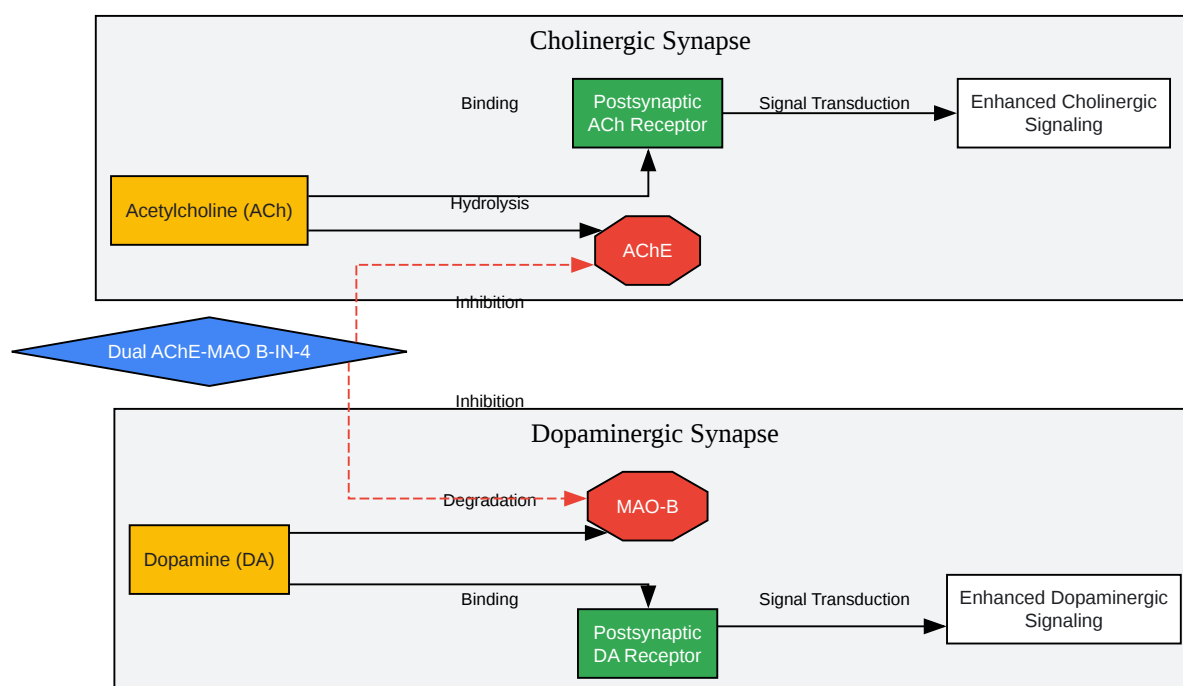 Cholinergic Synapse
Binding
Postsynaptic
ACh Receptor
Signal Transduction
Enhanced Cholinergic
Signaling
Acetylcholine (ACh)
Hydrolysis
AChE
Inhibition
Dual AChE-MAO B-IN-4
Inhibition
Dopaminergic Synapse
Degradation
MAO-B
Dopamine (DA)
Binding
Postsynaptic
DA Receptor
Signal Transduction
Enhanced Dopaminergic
Signaling